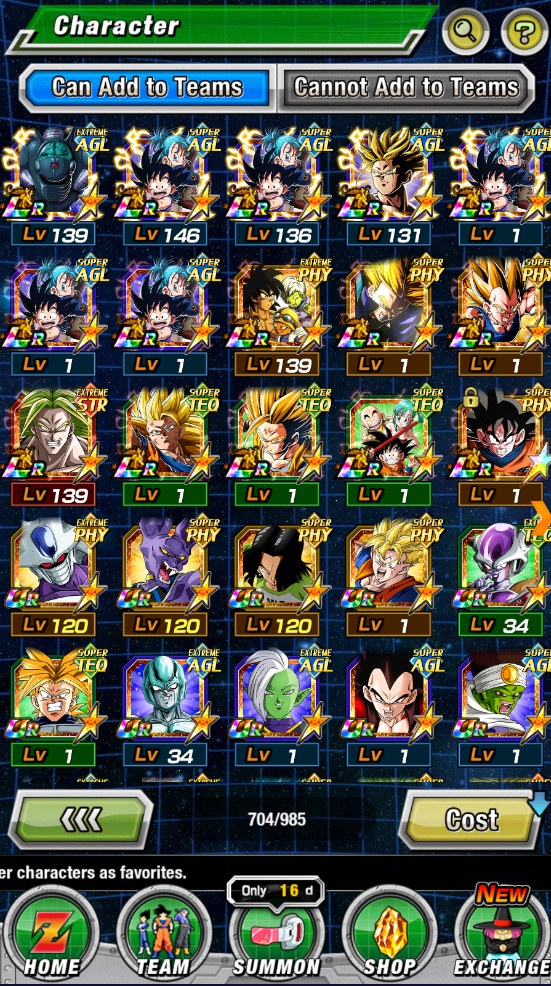 Character
Can Add to Teams Cannot Add to Teams
EXTREME AGL SUPER AGL SUPER AGL SUPER AGL SUPER AGL
LR LR LR LR LR
Lv 139 Lv 146 Lv 136 Lv 131 Lv 1
SUPER AGL SUPER AGL EXTREME PHY SUPER PHY SUPER PHY
LR LR LR LR LR
Lv 1 Lv 1 Lv 139 Lv 1 Lv 1
EXTREME STR SUPER TEQ SUPER TEQ SUPER TEQ SUPER PHY
LR LR LR LR LR
Lv 139 Lv 1 Lv 1 Lv 1 Lv 1
EXTREME PHY SUPER PHY SUPER PHY SUPER PHY EXTREME TEQ
UR UR UR UR UR
Lv 120 Lv 120 Lv 120 Lv 1 Lv 34
SUPER TEQ EXTREME AGL EXTREME AGL SUPER AGL SUPER AGL
UR UR UR UR UR
Lv 1 Lv 34 Lv 1 Lv 1 Lv 1
704/985
Cost
er characters as favorites.
Only 16 d
NEW
HOME TEAM SUMMON SHOP EXCHANGE